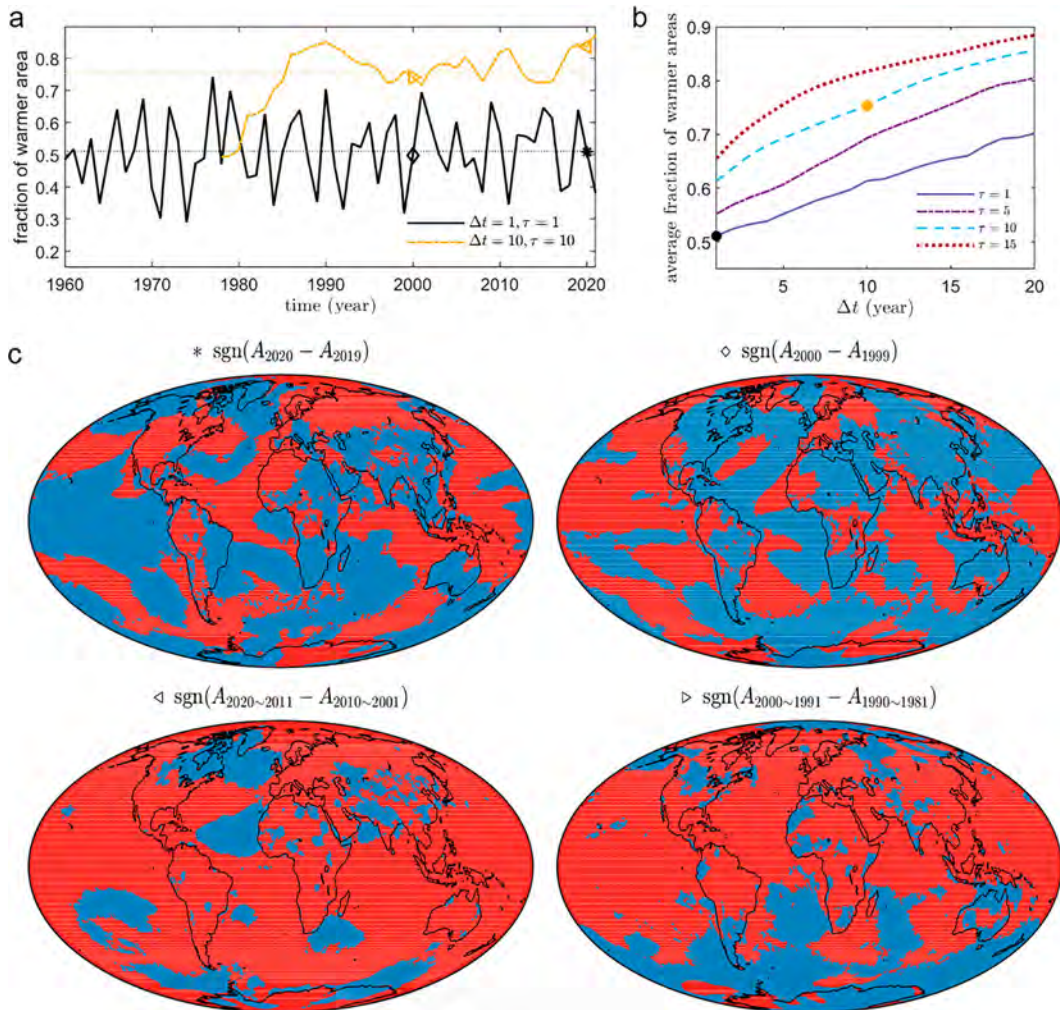 a
fraction of warmer area
0.8
0.7
0.6
0.5
0.4
0.3
0.2
1960 1970 1980 1990 2000 2010 2020
time (year)
Δt = 1, τ = 1
Δt = 10, τ = 10
b
average fraction of warmer areas
0.9
0.8
0.7
0.6
0.5
5 10 15 20
Δt (year)
τ = 1
τ = 5
τ = 10
τ = 15
c
* sgn(A2020 − A2019)
◇ sgn(A2000 − A1999)
◁ sgn(A2020~2011 − A2010~2001)
▷ sgn(A2000~1991 − A1990~1981)